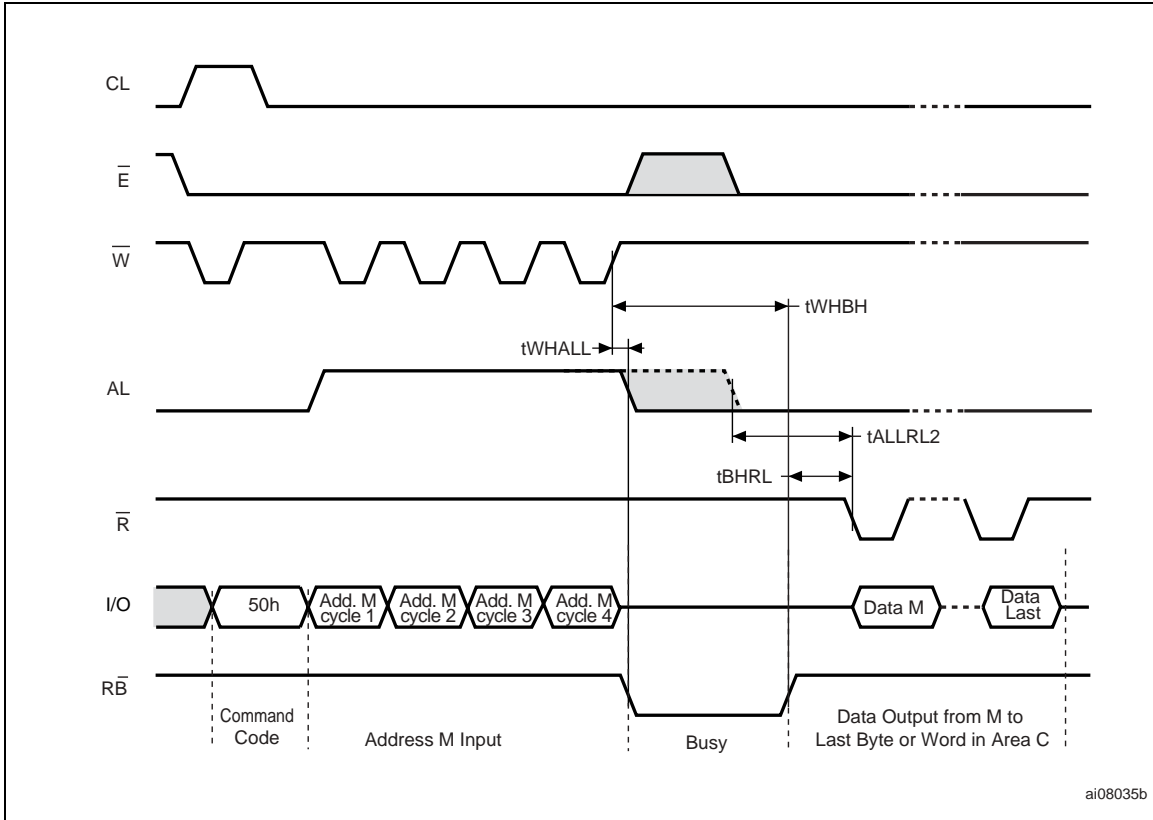 CL
E
W
tWHBH
tWHALL
AL
tALLRL2
tBHRL
R
I/O
50h
Add. M
cycle 1
Add. M
cycle 2
Add. M
cycle 3
Add. M
cycle 4
Data M
Data
Last
RB
Command
Code
Address M Input
Busy
Data Output from M to
Last Byte or Word in Area C
ai08035b